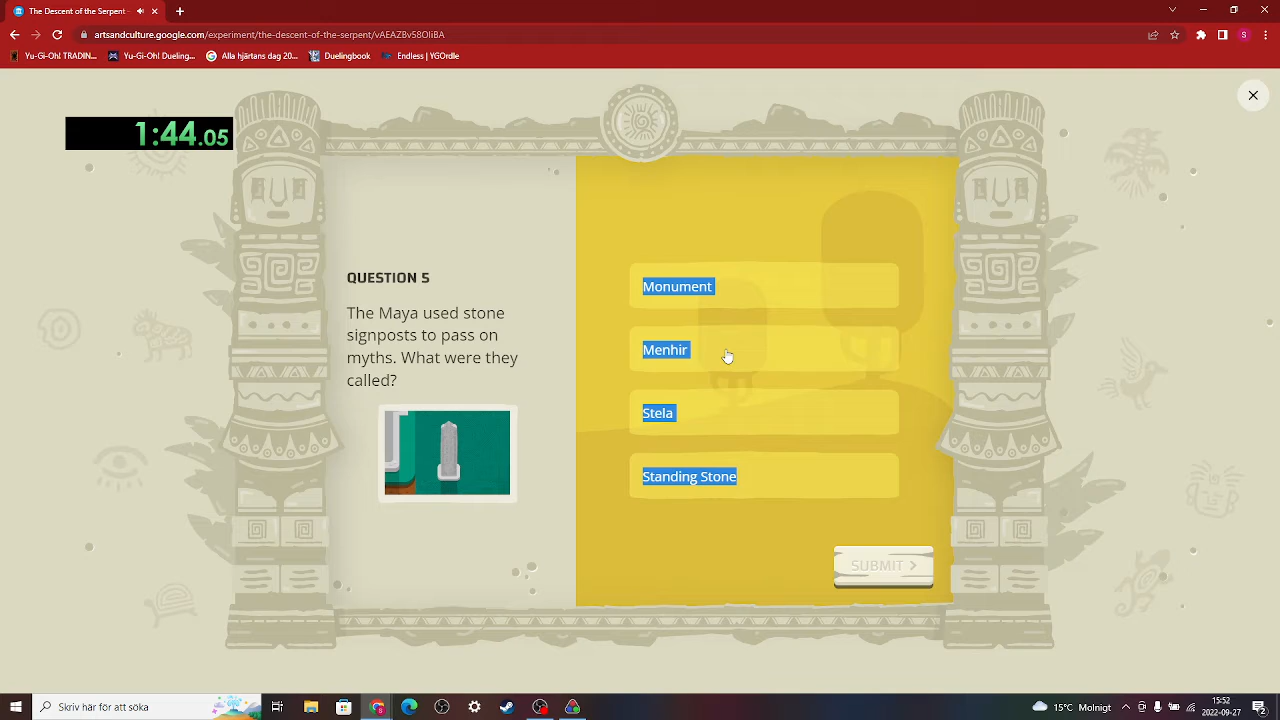 The Descent of the Serpent -
artsandculture.google.com/experiment/the-descent-of-the-serpent/vAEAZBv58OIiBA
S
Yu-Gi-Oh! TRADIN...
Yu-Gi-Oh! Dueling...
Alla hjärtans dag 20...
Duelingbook
Endless | YGOrdle
1:44.05
QUESTION 5
The Maya used stone
signposts to pass on
myths. What were they
called?
Monument
Menhir
Stela
Standing Stone
SUBMIT
Skriv här för att söka
15°C Molnigt
15:52
2022-09-27